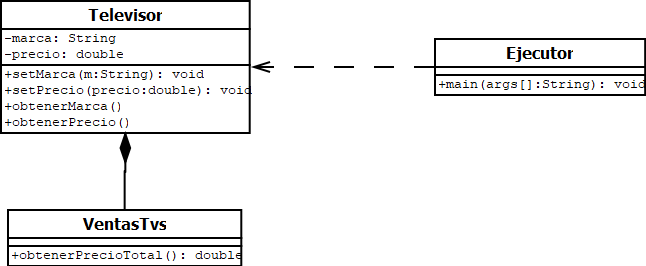 Televisor
-marca: String
-precio: double
+setMarca(m:String): void
+setPrecio(precio:double): void
+obtenerMarca()
+obtenerPrecio()
Ejecutor
+main(args[]:String): void
VentasTvs
+obtenerPrecioTotal(): double